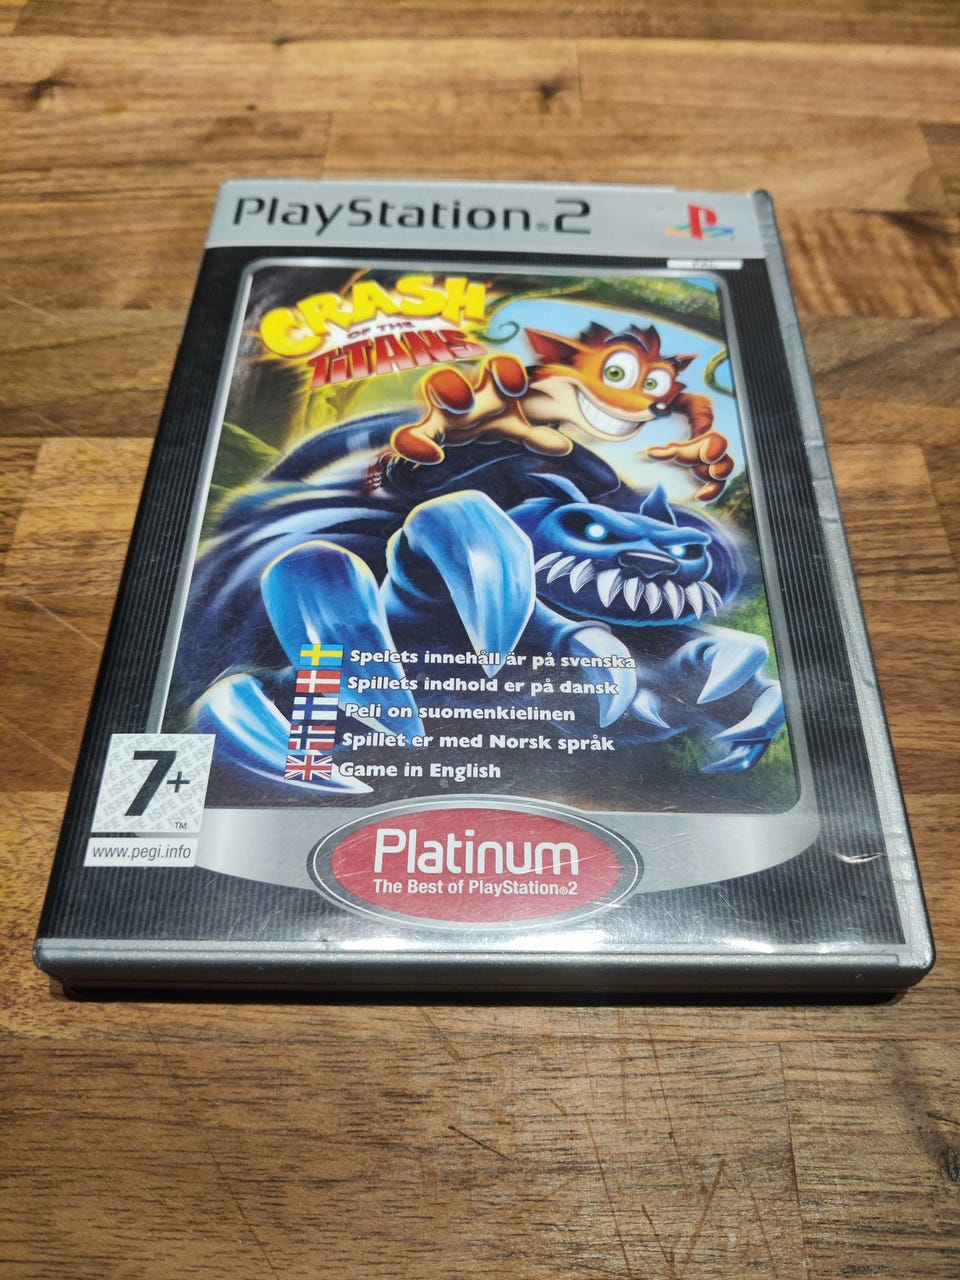 PlayStation®2
PAL
CRASH
OF THE
TITANS
Spelets innehåll är på svenska
Spillets indhold er på dansk
Peli on suomenkielinen
Spillet er med Norsk språk
Game in English
7+
TM
www.pegi.info
Platinum
The Best of PlayStation®2